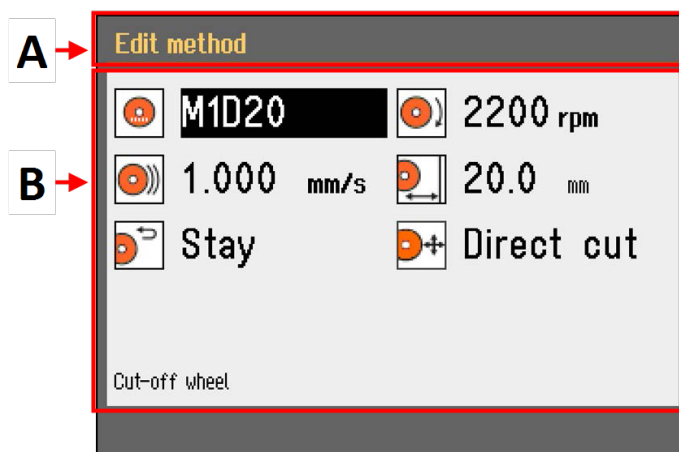 A
Edit method
B
M1D20 2200 rpm
1.000 mm/s 20.0 mm
Stay Direct cut
Cut-off wheel